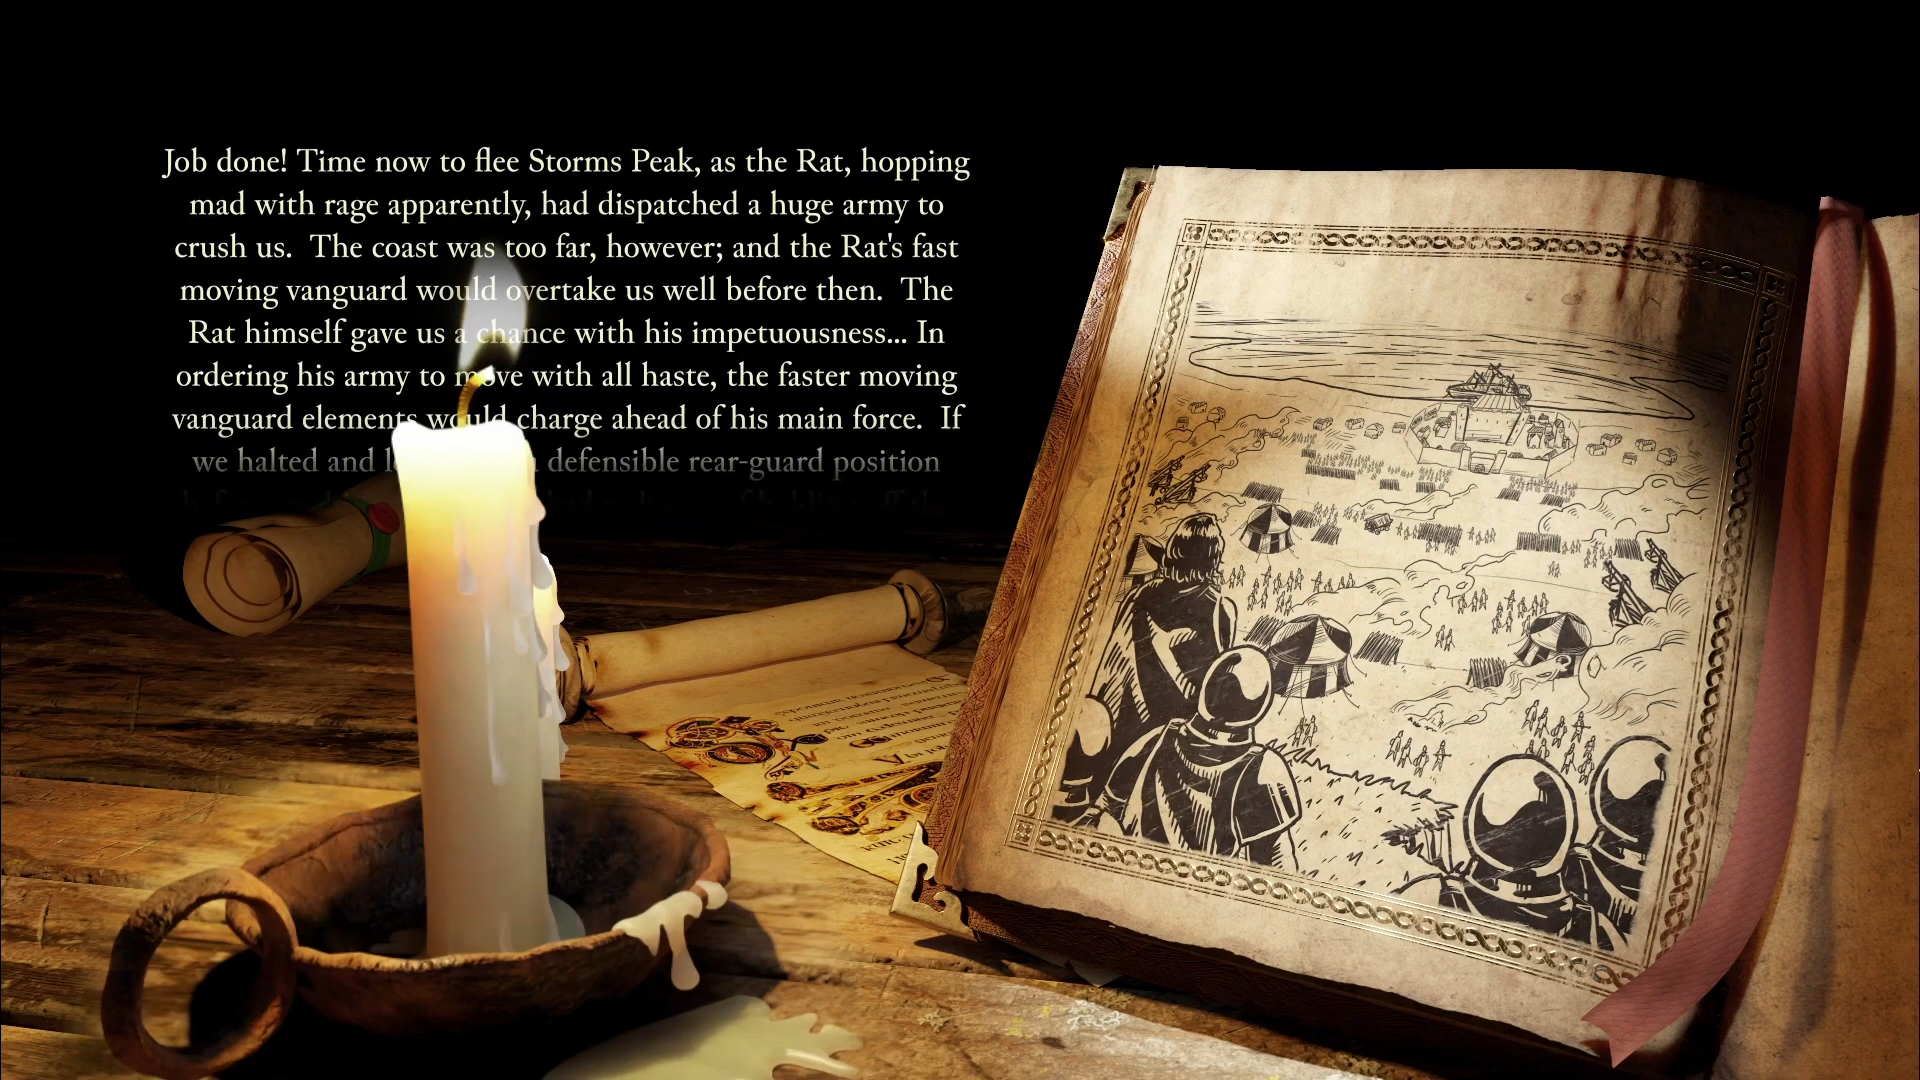 Job done! Time now to flee Storms Peak, as the Rat, hopping
mad with rage apparently, had dispatched a huge army to
crush us.  The coast was too far, however; and the Rat's fast
moving vanguard would overtake us well before then.  The
Rat himself gave us a chance with his impetuousness... In
ordering his army to move with all haste, the faster moving
vanguard elements would charge ahead of his main force.  If
we halted and defensible rear-guard position